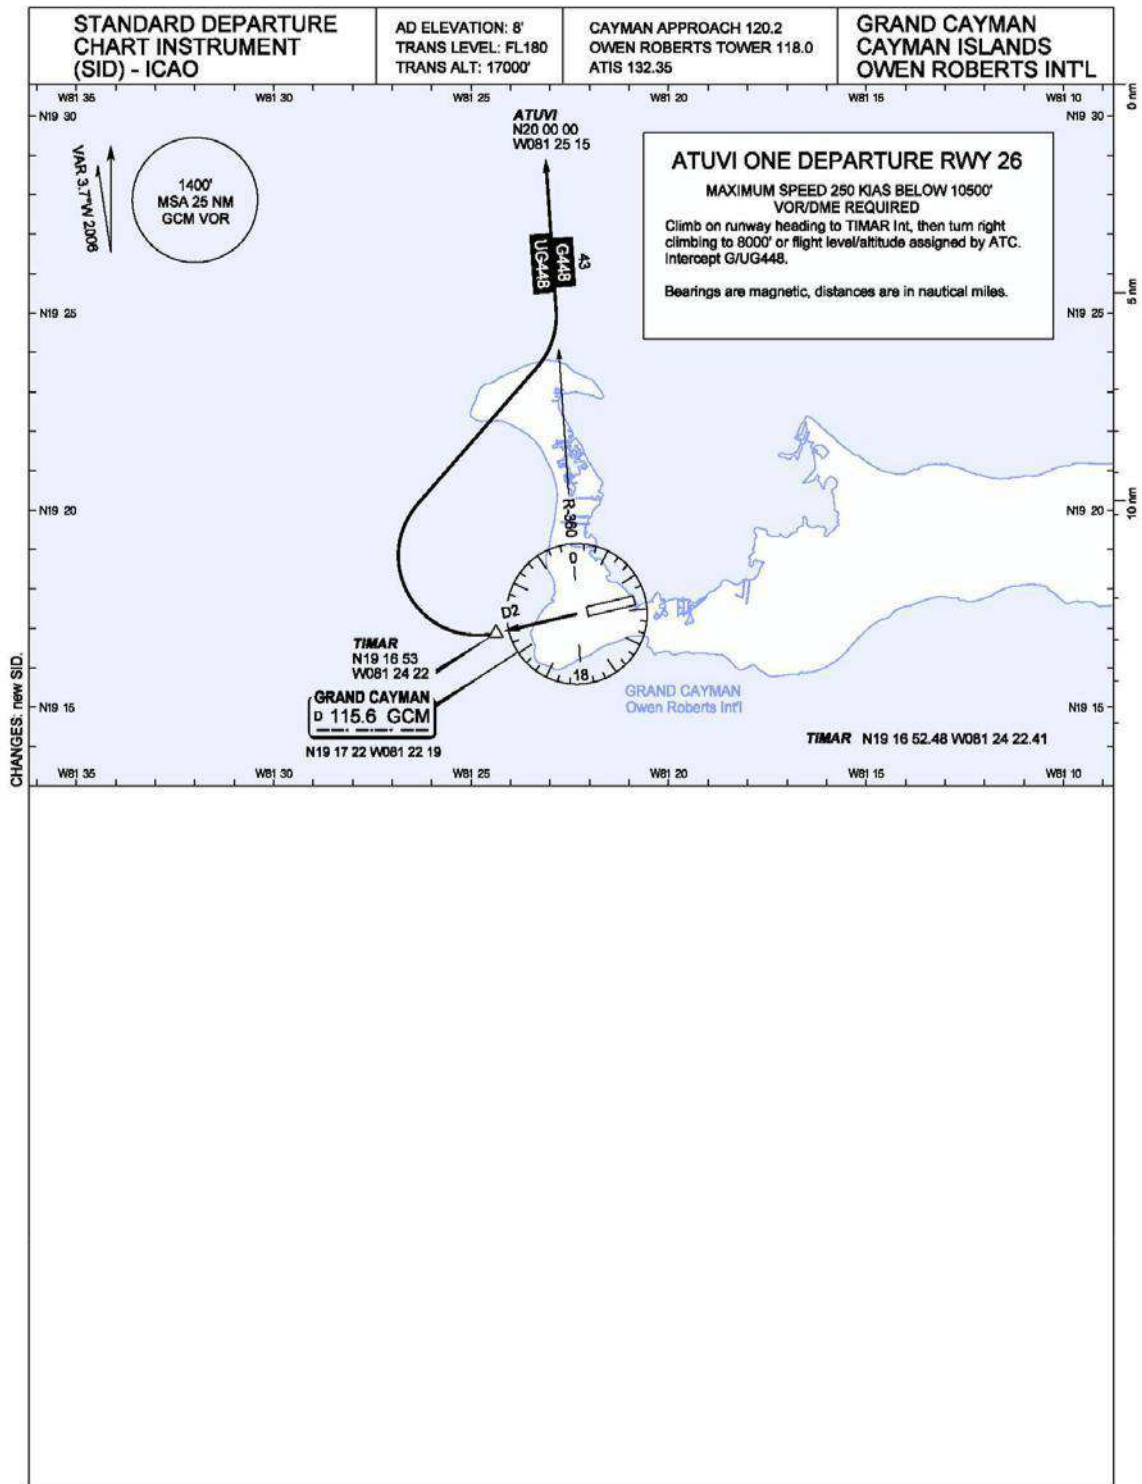 STANDARD DEPARTURE
CHART INSTRUMENT
(SID) - ICAO
AD ELEVATION: 8'
TRANS LEVEL: FL180
TRANS ALT: 17000'
CAYMAN APPROACH 120.2
OWEN ROBERTS TOWER 118.0
ATIS 132.35
GRAND CAYMAN
CAYMAN ISLANDS
OWEN ROBERTS INT'L
W81 35
W81 30
W81 25
W81 20
W81 15
W81 10
0 nm
N19 30
N19 30
VAR 3.7°W 2006
1400'
MSA 25 NM
GCM VOR
ATUVI
N20 00 00
W081 25 15
ATUVI ONE DEPARTURE RWY 26
MAXIMUM SPEED 250 KIAS BELOW 10500'
VOR/DME REQUIRED
Climb on runway heading to TIMAR Int, then turn right
climbing to 8000' or flight level/altitude assigned by ATC.
Intercept G/UG448.
Bearings are magnetic, distances are in nautical miles.
43
G448
UG448
5 nm
N19 25
N19 25
10 nm
N19 20
N19 20
R-360
0
D2
18
TIMAR
N19 16 53
W081 24 22
GRAND CAYMAN
D 115.6 GCM
N19 17 22 W081 22 19
GRAND CAYMAN
Owen Roberts Int'l
N19 15
N19 15
TIMAR N19 16 52.48 W081 24 22.41
W81 35
W81 30
W81 25
W81 20
W81 15
W81 10
CHANGES: new SID.